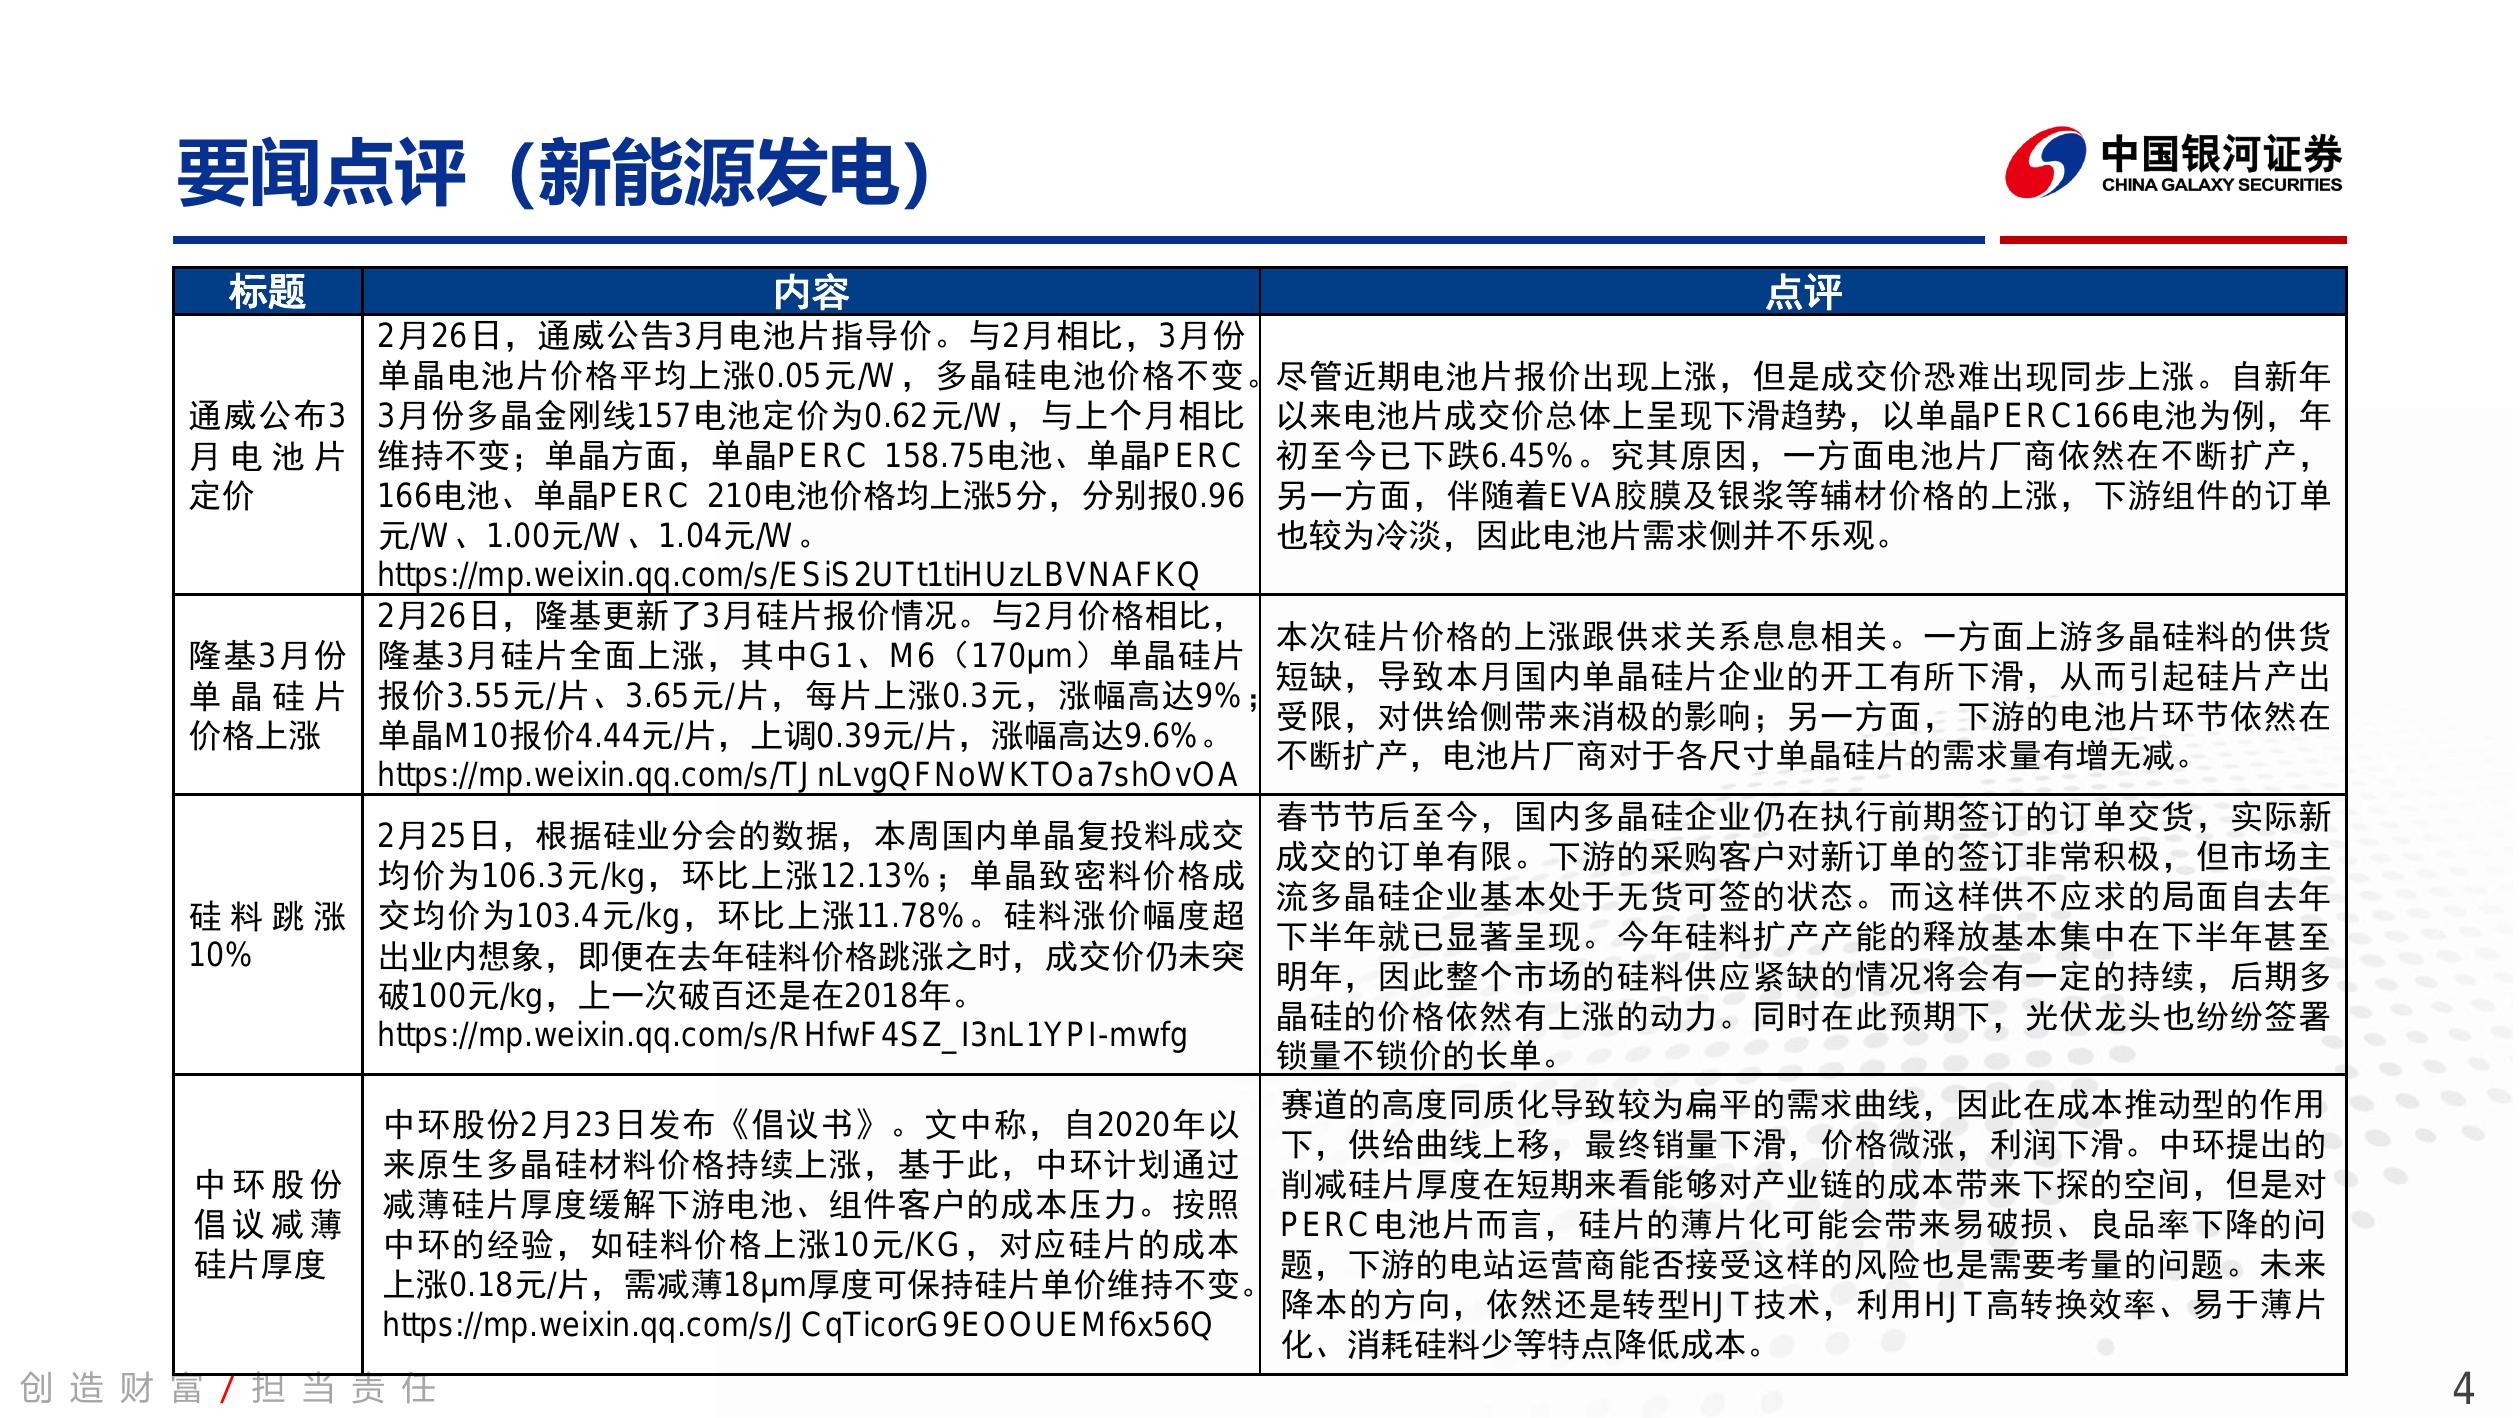 要闻点评（新能源发电）
中国银河证券
CHINA GALAXY SECURITIES
标题
内容
点评
通威公布3
月电池片
定价
2月26日，通威公告3月电池片指导价。与2月相比，3月份
单晶电池片价格平均上涨0.05元/W，多晶硅电池价格不变。
3月份多晶金刚线157电池定价为0.62元/W，与上个月相比
维持不变；单晶方面，单晶PERC 158.75电池、单晶PERC
166电池、单晶PERC 210电池价格均上涨5分，分别报0.96
元/W、1.00元/W、1.04元/W。
https://mp.weixin.qq.com/s/ESiS2UTt1tiHUzLBVNAFKQ
尽管近期电池片报价出现上涨，但是成交价恐难出现同步上涨。自新年
以来电池片成交价总体上呈现下滑趋势，以单晶PERC166电池为例，年
初至今已下跌6.45%。究其原因，一方面电池片厂商依然在不断扩产，
另一方面，伴随着EVA胶膜及银浆等辅材价格的上涨，下游组件的订单
也较为冷淡，因此电池片需求侧并不乐观。
隆基3月份
单晶硅片
价格上涨
2月26日，隆基更新了3月硅片报价情况。与2月价格相比，
隆基3月硅片全面上涨，其中G1、M6（170μm）单晶硅片
报价3.55元/片、3.65元/片，每片上涨0.3元，涨幅高达9%；
单晶M10报价4.44元/片，上调0.39元/片，涨幅高达9.6%。
https://mp.weixin.qq.com/s/TJnLvgQFNoWKTOa7shOvOA
本次硅片价格的上涨跟供求关系息息相关。一方面上游多晶硅料的供货
短缺，导致本月国内单晶硅片企业的开工有所下滑，从而引起硅片产出
受限，对供给侧带来消极的影响；另一方面，下游的电池片环节依然在
不断扩产，电池片厂商对于各尺寸单晶硅片的需求量有增无减。
硅料跳涨
10%
2月25日，根据硅业分会的数据，本周国内单晶复投料成交
均价为106.3元/kg，环比上涨12.13%；单晶致密料价格成
交均价为103.4元/kg，环比上涨11.78%。硅料涨价幅度超
出业内想象，即便在去年硅料价格跳涨之时，成交价仍未突
破100元/kg，上一次破百还是在2018年。
https://mp.weixin.qq.com/s/RHfwF4SZ_I3nL1YPI-mwfg
春节节后至今，国内多晶硅企业仍在执行前期签订的订单交货，实际新
成交的订单有限。下游的采购客户对新订单的签订非常积极，但市场主
流多晶硅企业基本处于无货可签的状态。而这样供不应求的局面自去年
下半年就已显著呈现。今年硅料扩产产能的释放基本集中在下半年甚至
明年，因此整个市场的硅料供应紧缺的情况将会有一定的持续，后期多
晶硅的价格依然有上涨的动力。同时在此预期下，光伏龙头也纷纷签署
锁量不锁价的长单。
中环股份
倡议减薄
硅片厚度
中环股份2月23日发布《倡议书》。文中称，自2020年以
来原生多晶硅材料价格持续上涨，基于此，中环计划通过
减薄硅片厚度缓解下游电池、组件客户的成本压力。按照
中环的经验，如硅料价格上涨10元/KG，对应硅片的成本
上涨0.18元/片，需减薄18μm厚度可保持硅片单价维持不变。
https://mp.weixin.qq.com/s/JCqTicorG9EOOUEMf6x56Q
赛道的高度同质化导致较为扁平的需求曲线，因此在成本推动型的作用
下，供给曲线上移，最终销量下滑，价格微涨，利润下滑。中环提出的
削减硅片厚度在短期来看能够对产业链的成本带来下探的空间，但是对
PERC电池片而言，硅片的薄片化可能会带来易破损、良品率下降的问
题，下游的电站运营商能否接受这样的风险也是需要考量的问题。未来
降本的方向，依然还是转型HJT技术，利用HJT高转换效率、易于薄片
化、消耗硅料少等特点降低成本。
创造财富/担当责任
4